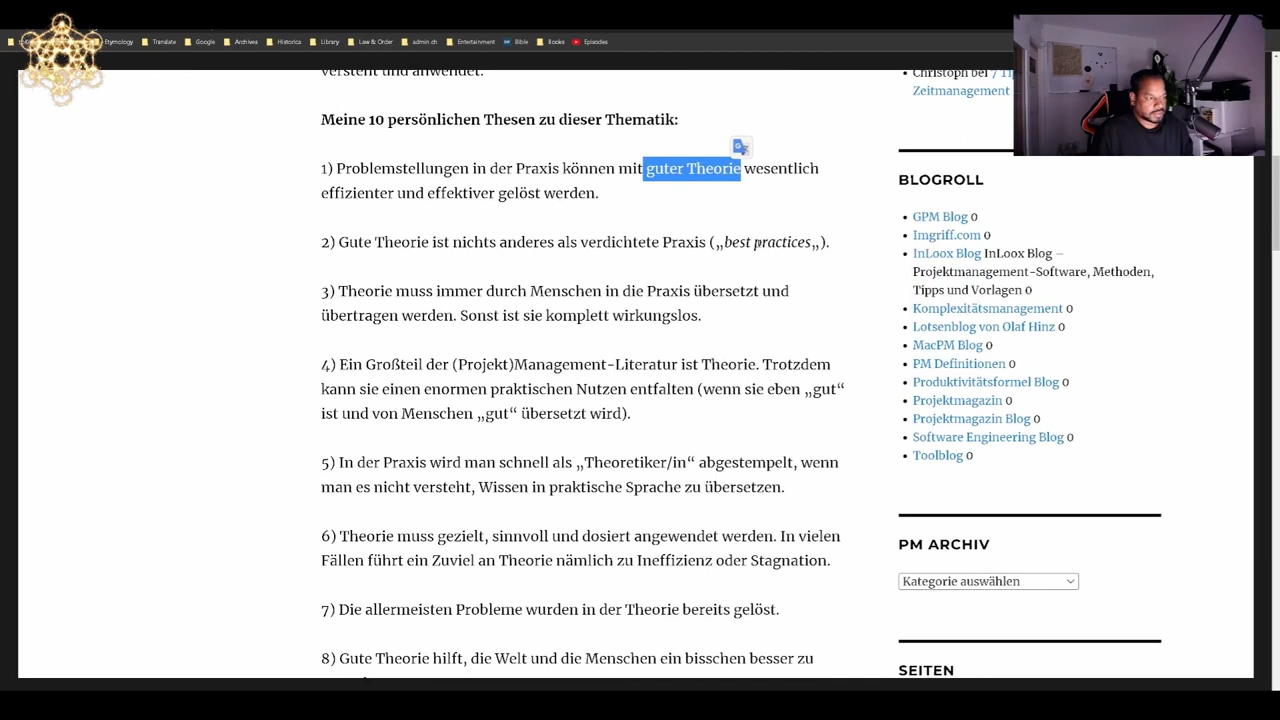 Etymology Translate Google Archives Historica Library Law & Order admin.ch Entertainment Bible Books Episodes
versteht und anwendet.
Meine 10 persönlichen Thesen zu dieser Thematik:
1) Problemstellungen in der Praxis können mit guter Theorie wesentlich
effizienter und effektiver gelöst werden.
2) Gute Theorie ist nichts anderes als verdichtete Praxis („best practices„).
3) Theorie muss immer durch Menschen in die Praxis übersetzt und
übertragen werden. Sonst ist sie komplett wirkungslos.
4) Ein Großteil der (Projekt)Management-Literatur ist Theorie. Trotzdem
kann sie einen enormen praktischen Nutzen entfalten (wenn sie eben „gut“
ist und von Menschen „gut“ übersetzt wird).
5) In der Praxis wird man schnell als „Theoretiker/in“ abgestempelt, wenn
man es nicht versteht, Wissen in praktische Sprache zu übersetzen.
6) Theorie muss gezielt, sinnvoll und dosiert angewendet werden. In vielen
Fällen führt ein Zuviel an Theorie nämlich zu Ineffizienz oder Stagnation.
7) Die allermeisten Probleme wurden in der Theorie bereits gelöst.
8) Gute Theorie hilft, die Welt und die Menschen ein bisschen besser zu
Christoph bei 7
Zeitmanagement
BLOGROLL
GPM Blog 0
Imgriff.com 0
InLoox Blog InLoox Blog –
Projektmanagement-Software, Methoden,
Tipps und Vorlagen 0
Komplexitätsmanagement 0
Lotsenblog von Olaf Hinz 0
MacPM Blog 0
PM Definitionen 0
Produktivitätsformel Blog 0
Projektmagazin 0
Projektmagazin Blog 0
Software Engineering Blog 0
Toolblog 0
PM ARCHIV
Kategorie auswählen
SEITEN